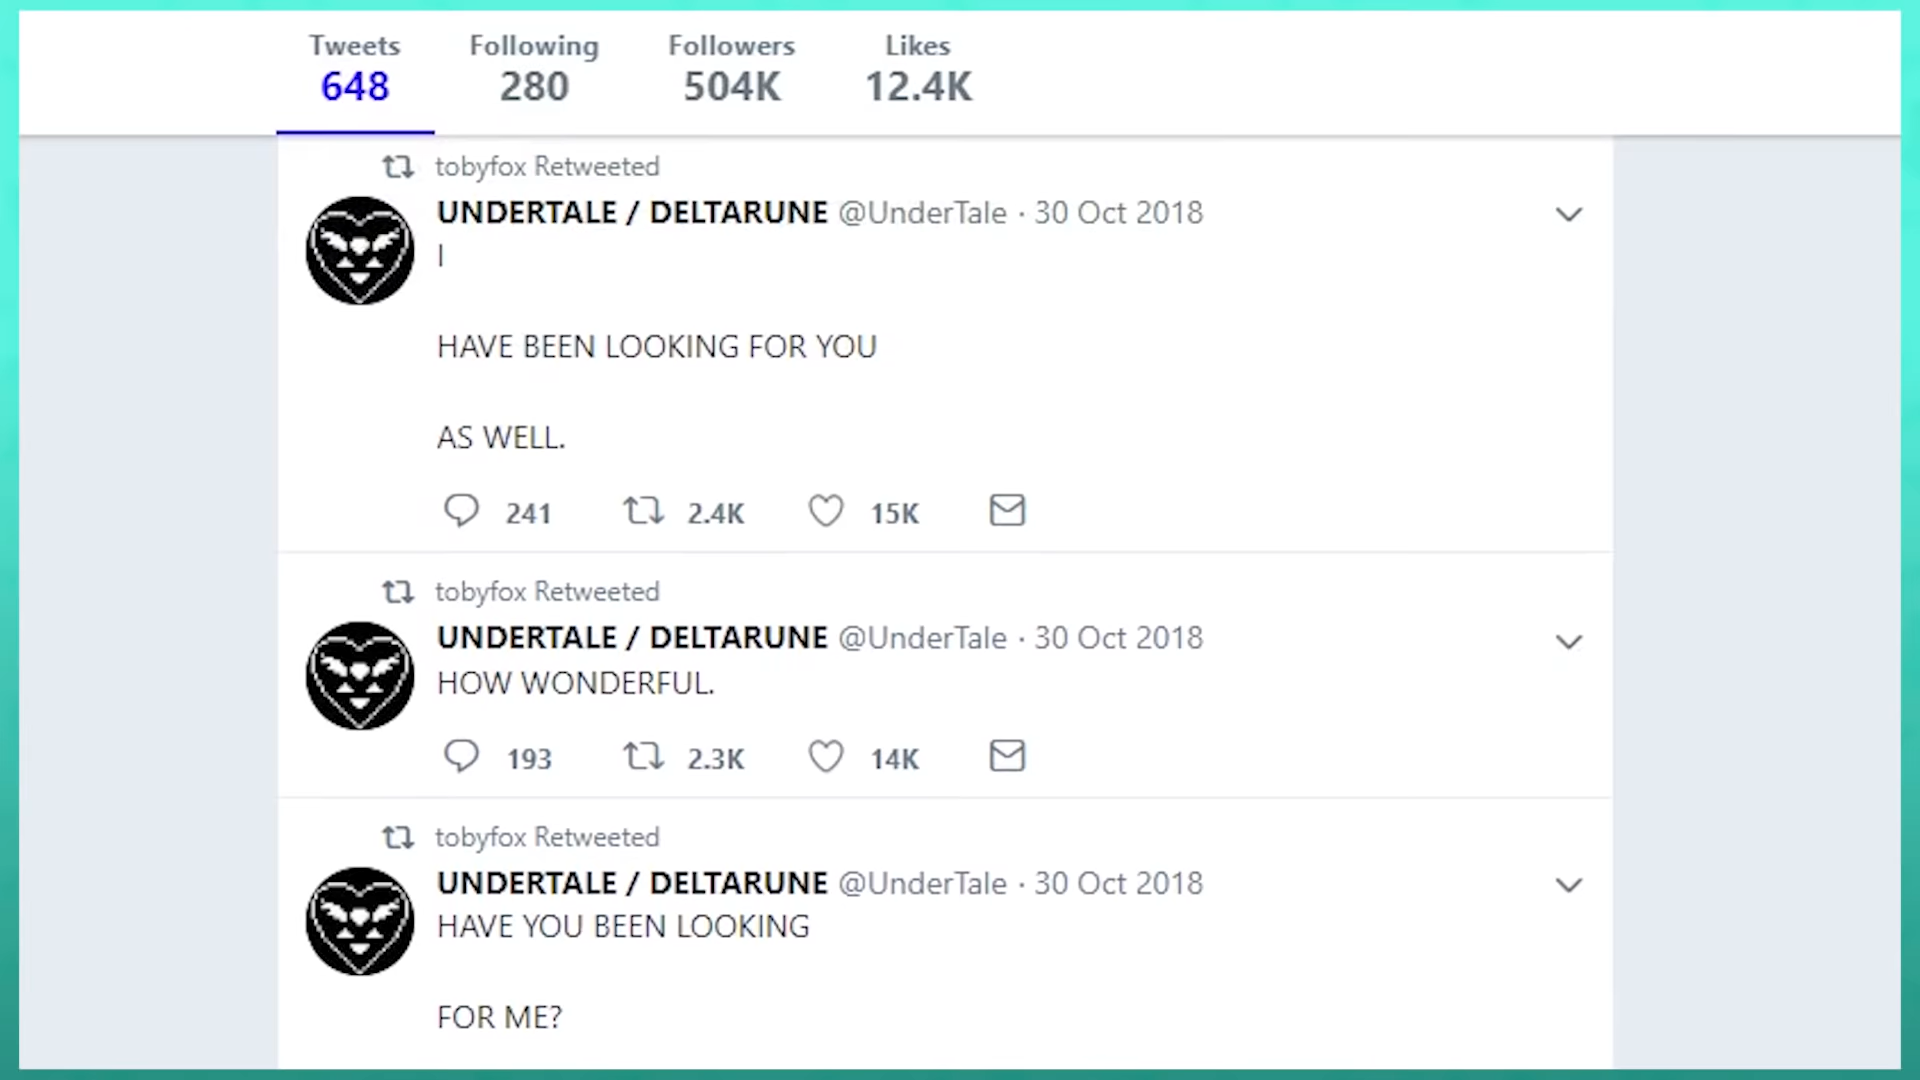 Tweets Following Followers Likes
648 280 504K 12.4K
tobyfox Retweeted
UNDERTALE / DELTARUNE @UnderTale · 30 Oct 2018
I
HAVE BEEN LOOKING FOR YOU
AS WELL.
241 2.4K 15K
tobyfox Retweeted
UNDERTALE / DELTARUNE @UnderTale · 30 Oct 2018
HOW WONDERFUL.
193 2.3K 14K
tobyfox Retweeted
UNDERTALE / DELTARUNE @UnderTale · 30 Oct 2018
HAVE YOU BEEN LOOKING
FOR ME?